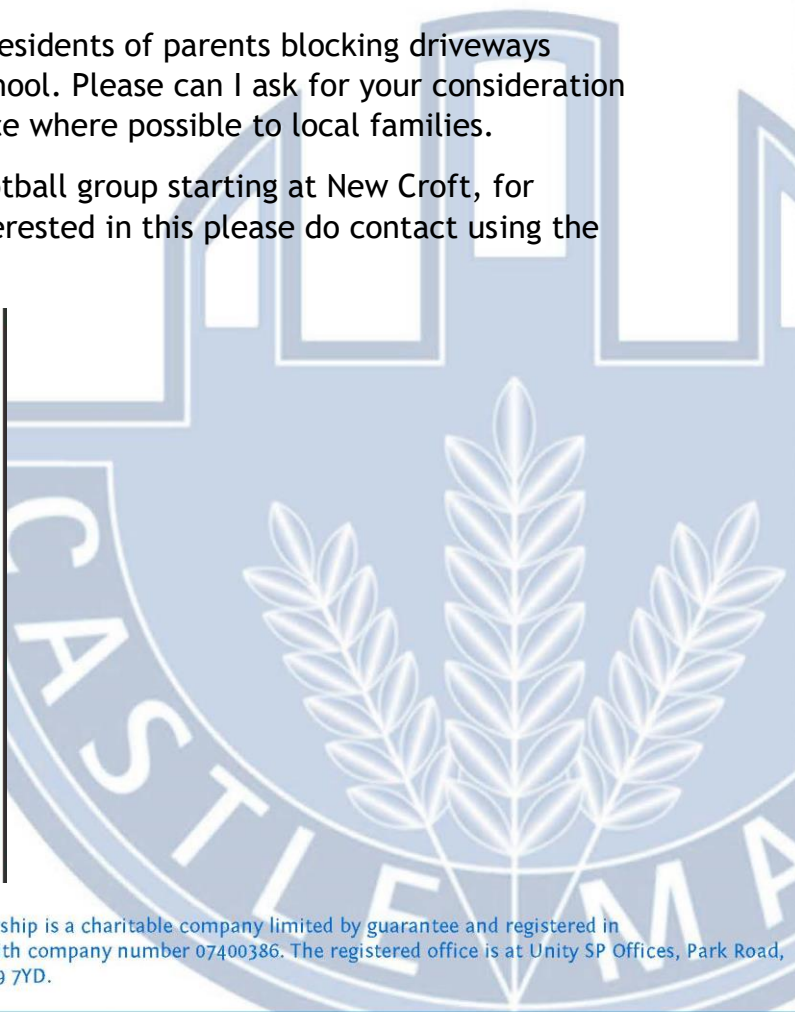 esidents of parents blocking driveways
hool. Please can I ask for your consideration
te where possible to local families.
otball group starting at New Croft, for
erested in this please do contact using the
CASTLE MA
ship is a charitable company limited by guarantee and registered in
th company number 07400386. The registered office is at Unity SP Offices, Park Road,
9 7YD.